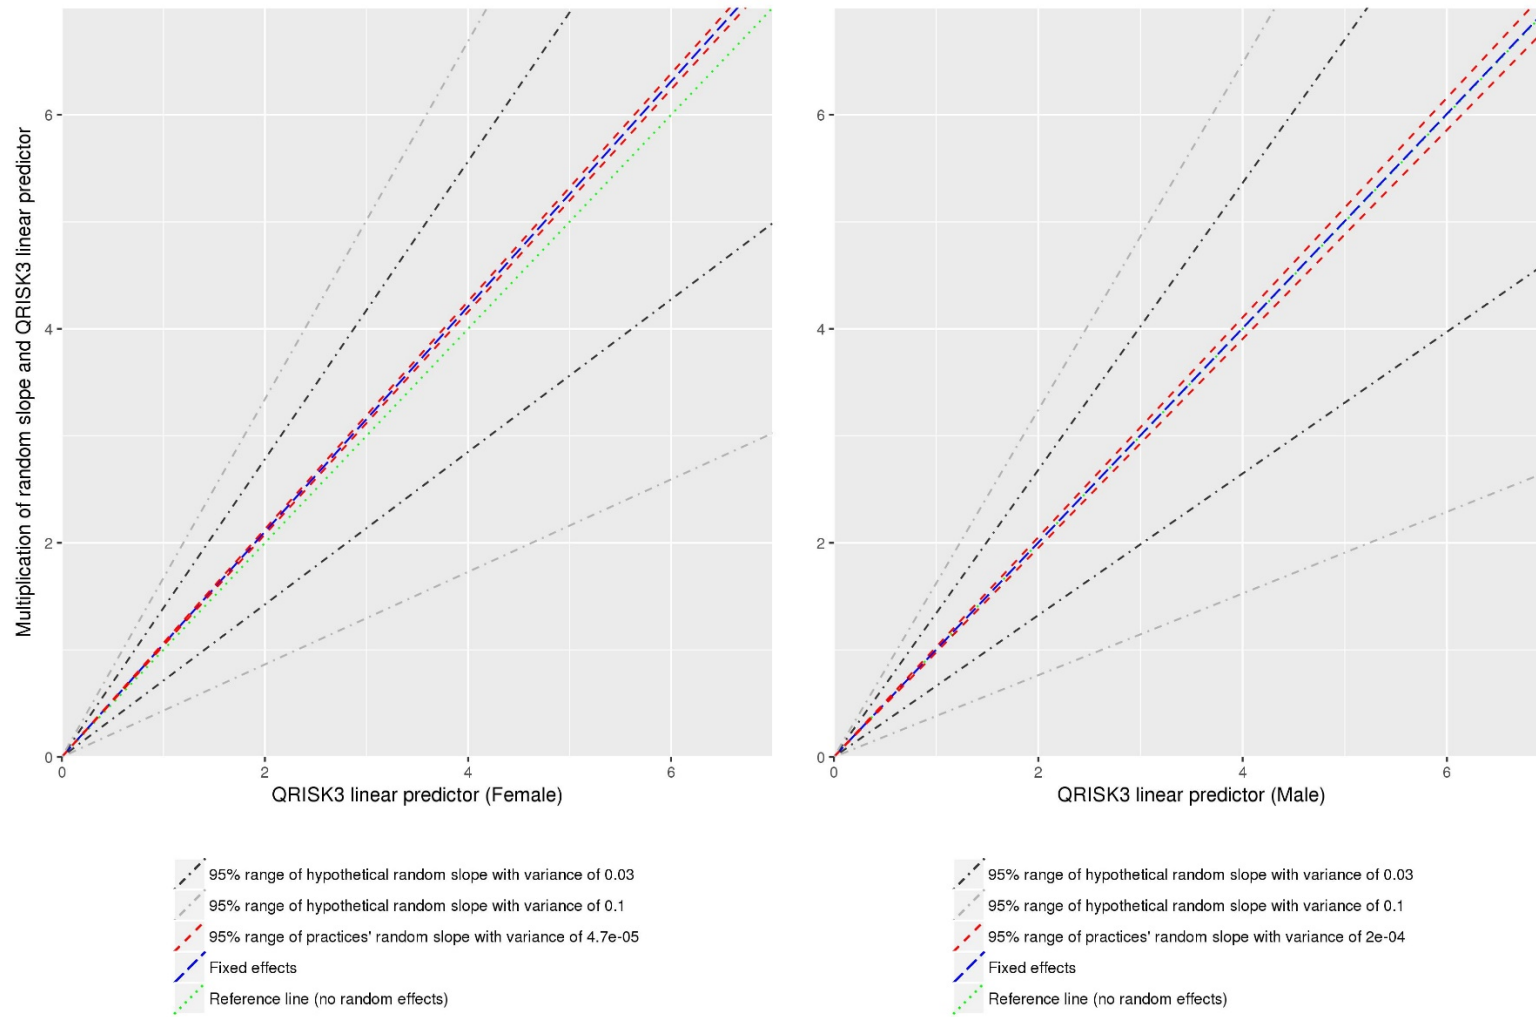 Multiplication of random slope and QRISK3 linear predictor
6
4
2
0
0 2 4 6
QRISK3 linear predictor (Female)
95% range of hypothetical random slope with variance of 0.03
95% range of hypothetical random slope with variance of 0.1
95% range of practices' random slope with variance of 4.7e-05
Fixed effects
Reference line (no random effects)
6
4
2
0
0 2 4 6
QRISK3 linear predictor (Male)
95% range of hypothetical random slope with variance of 0.03
95% range of hypothetical random slope with variance of 0.1
95% range of practices' random slope with variance of 2e-04
Fixed effects
Reference line (no random effects)